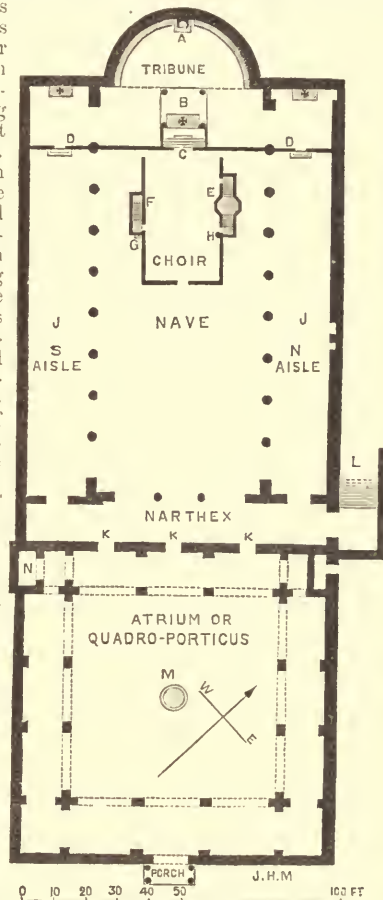 A
TRIBUNE
B
D
C
D
F
E
G
H
CHOIR
J
NAVE
J
S
AISLE
N
AISLE
L
NARTHEX
K
K
K
N
ATRIUM OR
QUADRO-PORTICUS
M
W
E
PORCH
J.H.M
0 10 20 30 40 50 100 FT